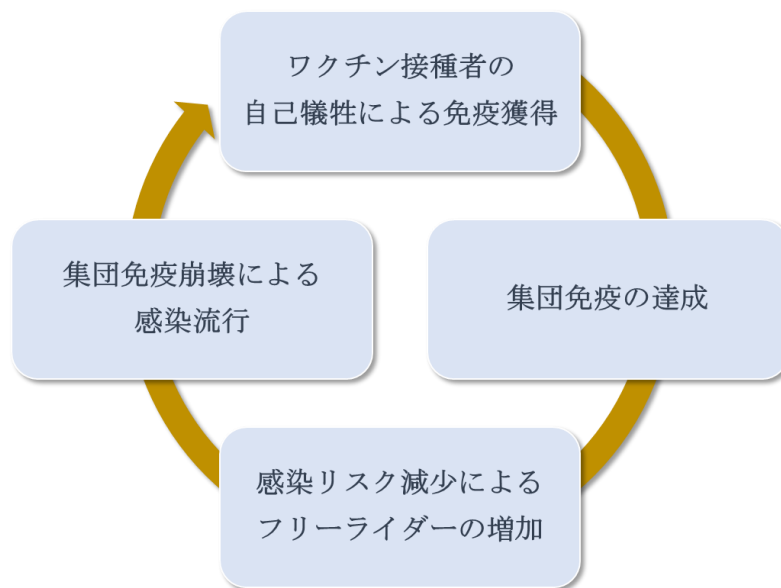 ワクチン接種者の
自己犠牲による免疫獲得
集団免疫の達成
感染リスク減少による
フリーライダーの増加
集団免疫崩壊による
感染流行